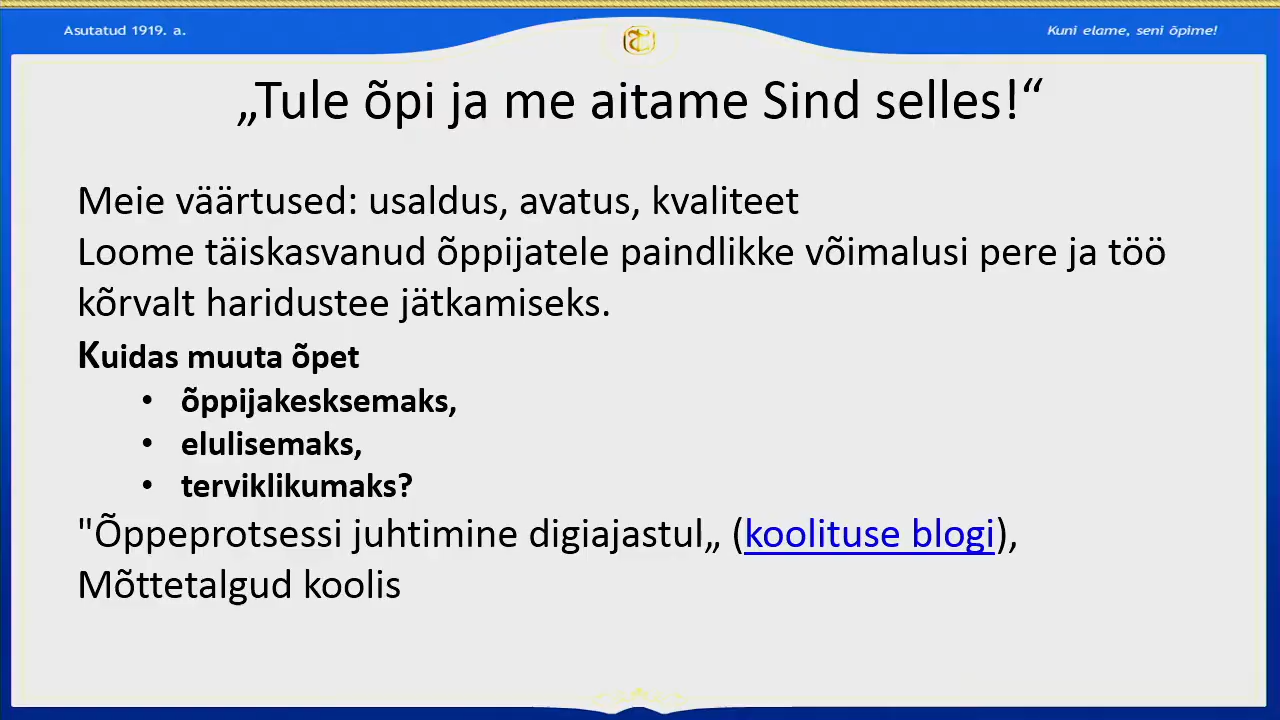 Asutatud 1919. a.
Kuni elame, seni õpime!
„Tule õpi ja me aitame Sind selles!“
Meie väärtused: usaldus, avatus, kvaliteet
Loome täiskasvanud õppijatele paindlikke võimalusi pere ja töö
kõrvalt haridustee jätkamiseks.
Kuidas muuta õpet
• õppijakesksemaks,
• elulisemaks,
• terviklikumaks?
"Õppeprotsessi juhtimine digiajastul„ (koolituse blogi),
Mõttetalgud koolis